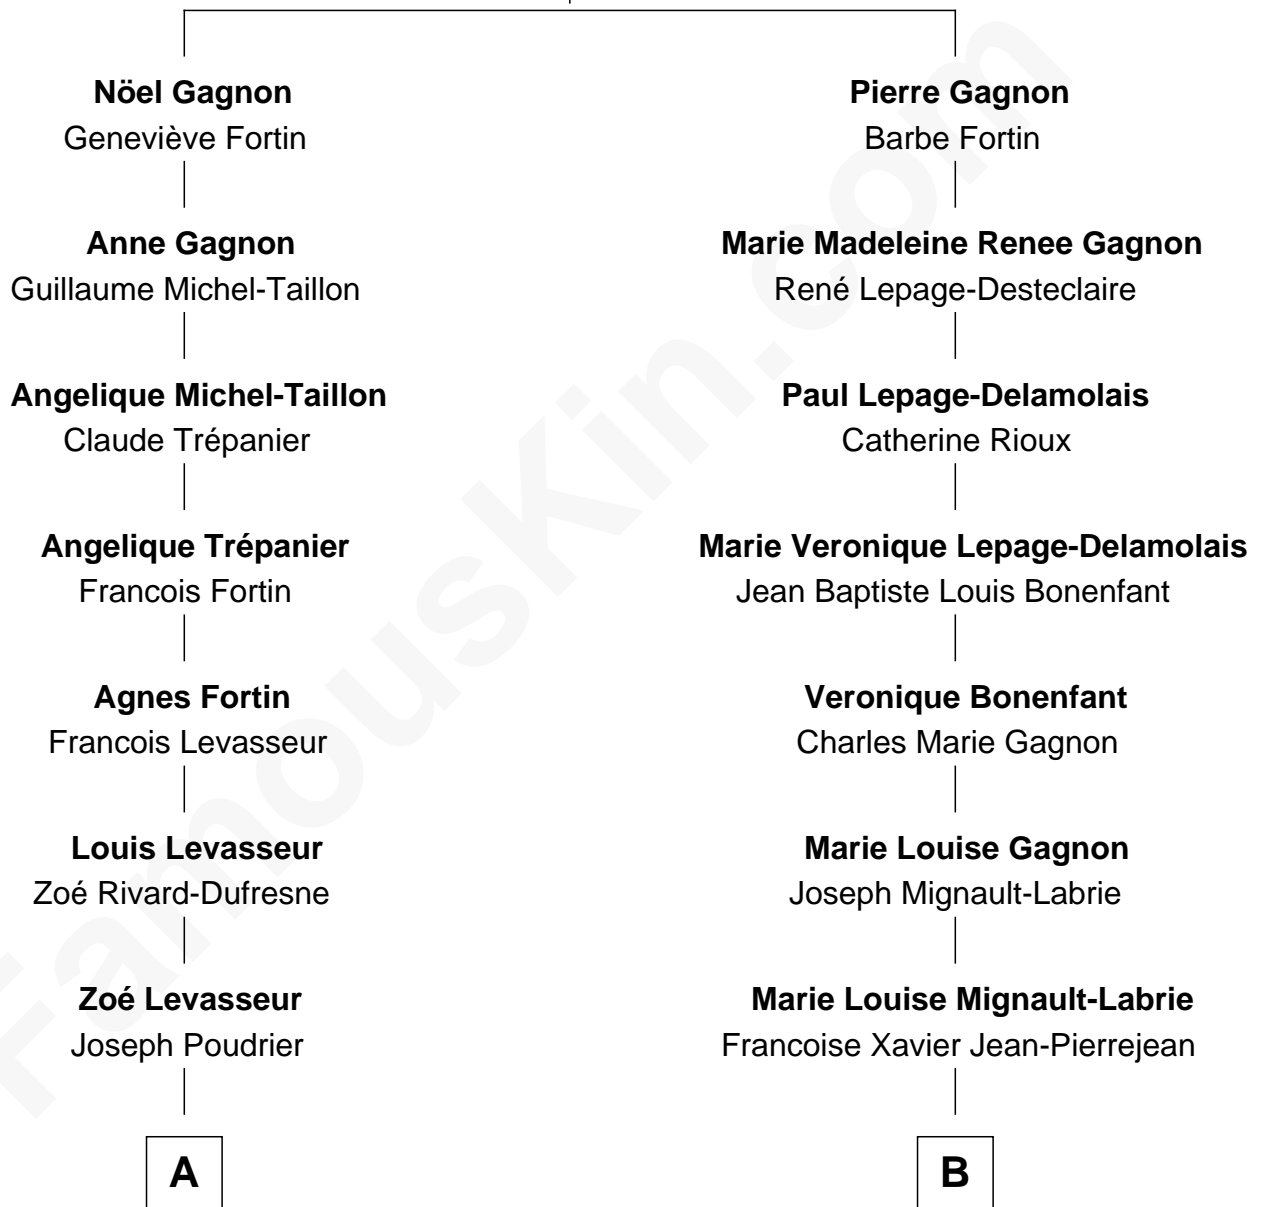 Nöel Gagnon
Geneviève Fortin
Anne Gagnon
Guillaume Michel-Taillon
Angelique Michel-Taillon
Claude Trépanier
Angelique Trépanier
Francois Fortin
Agnes Fortin
Francois Levasseur
Louis Levasseur
Zoé Rivard-Dufresne
Zoé Levasseur
Joseph Poudrier
A
Pierre Gagnon
Barbe Fortin
Marie Madeleine Renee Gagnon
René Lepage-Desteclaire
Paul Lepage-Delamolais
Catherine Rioux
Marie Veronique Lepage-Delamolais
Jean Baptiste Louis Bonenfant
Veronique Bonenfant
Charles Marie Gagnon
Marie Louise Gagnon
Joseph Mignault-Labrie
Marie Louise Mignault-Labrie
Francoise Xavier Jean-Pierrejean
B
FamousKin.com